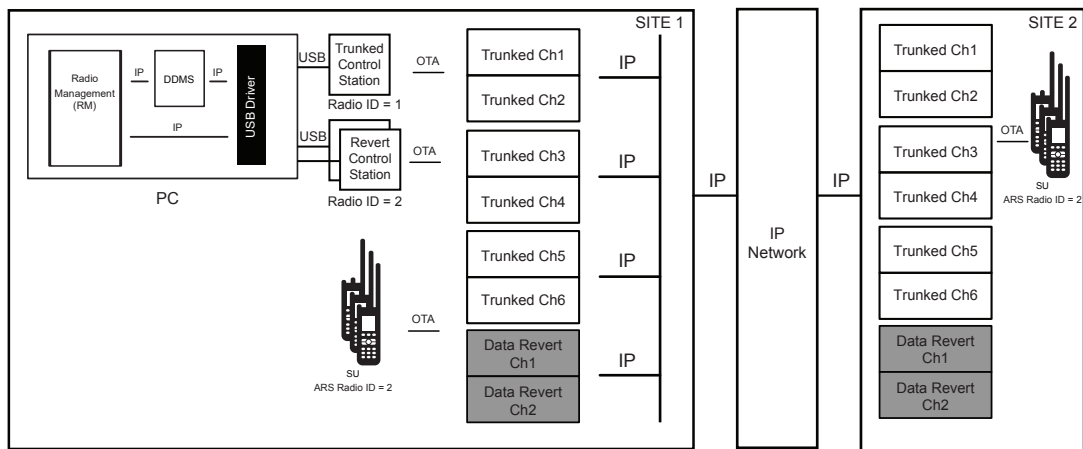 SITE 1
Radio
Management
(RM)
IP
DDMS
IP
IP
USB Driver
PC
USB
Trunked
Control
Station
Radio ID = 1
OTA
USB
Revert
Control
Station
Radio ID = 2
OTA
SU
ARS Radio ID = 2
OTA
Trunked Ch1
Trunked Ch2
Trunked Ch3
Trunked Ch4
Trunked Ch5
Trunked Ch6
Data Revert
Ch1
Data Revert
Ch2
IP
IP
IP
IP
IP
IP
Network
IP
SITE 2
Trunked Ch1
Trunked Ch2
Trunked Ch3
Trunked Ch4
Trunked Ch5
Trunked Ch6
Data Revert
Ch1
Data Revert
Ch2
OTA
SU
ARS Radio ID = 2